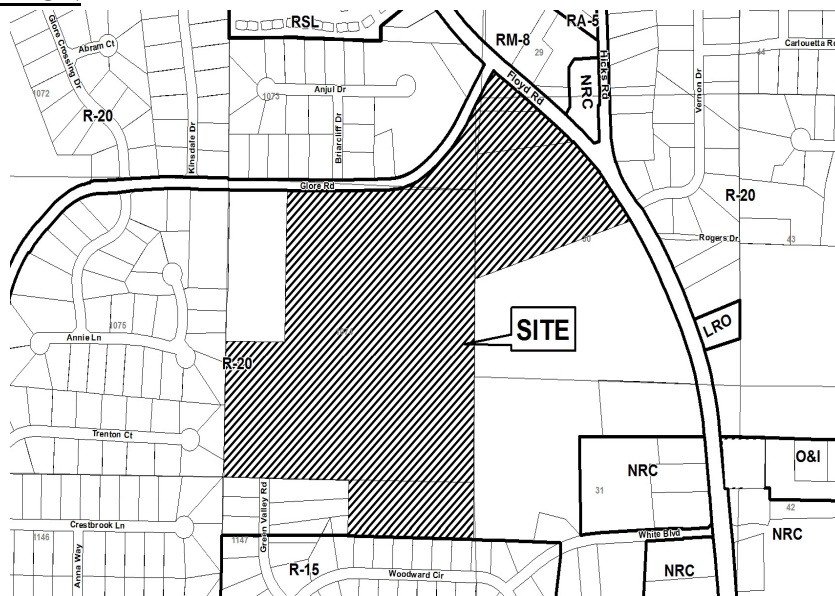 RSL
RA-5
RM-8
29
44
Carlouetta Rd
Glore Crossing Dr
Abram Ct
Floyd Rd
NRC
Hicks Rd
Vernon Dr
1072
1073
Anjul Dr
R-20
Kinsdale Dr
Briarcliff Dr
Glore Rd
R-20
Rogers Dr
43
1075
SITE
LRO
Annie Ln
R-20
Trenton Ct
NRC
O&I
Green Valley Rd
31
42
Crestbrook Ln
1146
1147
White Blvd
NRC
Anna Way
R-15
Woodward Cir
NRC